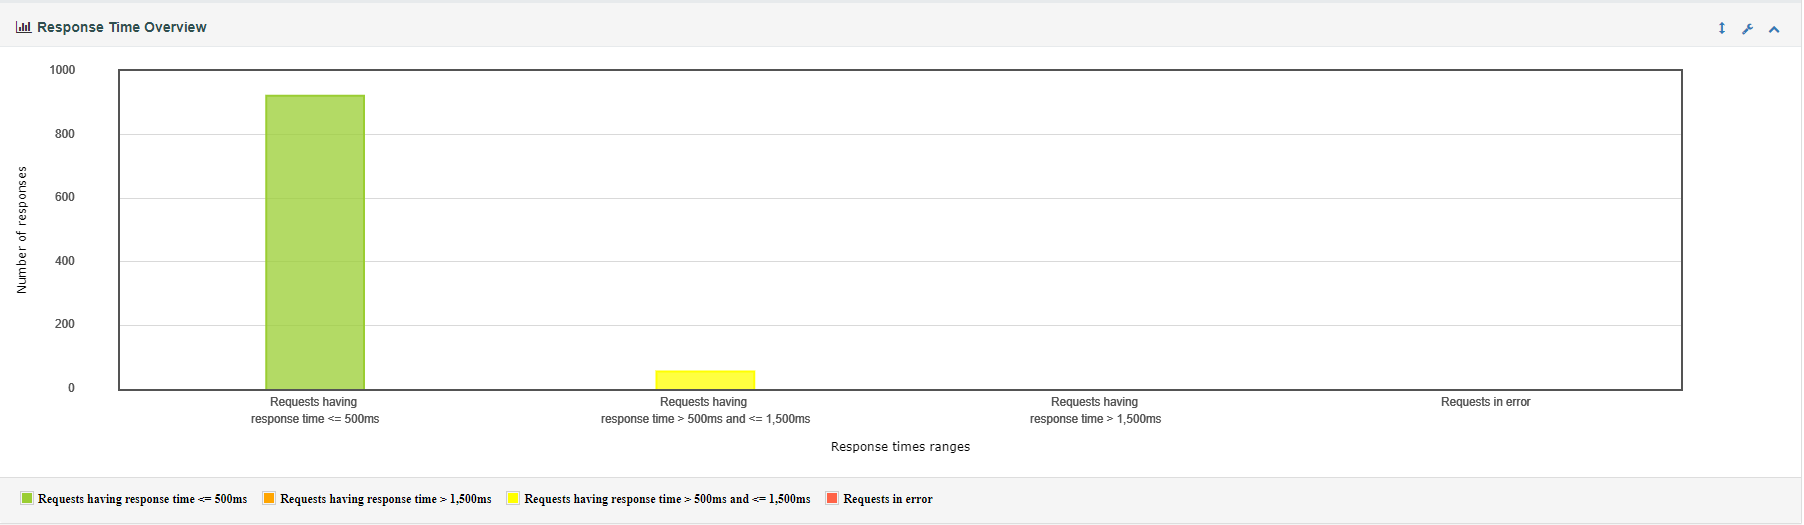 Response Time Overview
1000
800
600
400
200
0
Number of responses
Requests having
response time <= 500ms
Requests having
response time > 500ms and <= 1,500ms
Requests having
response time > 1,500ms
Requests in error
Response times ranges
Requests having response time <= 500ms
Requests having response time > 1,500ms
Requests having response time > 500ms and <= 1,500ms
Requests in error